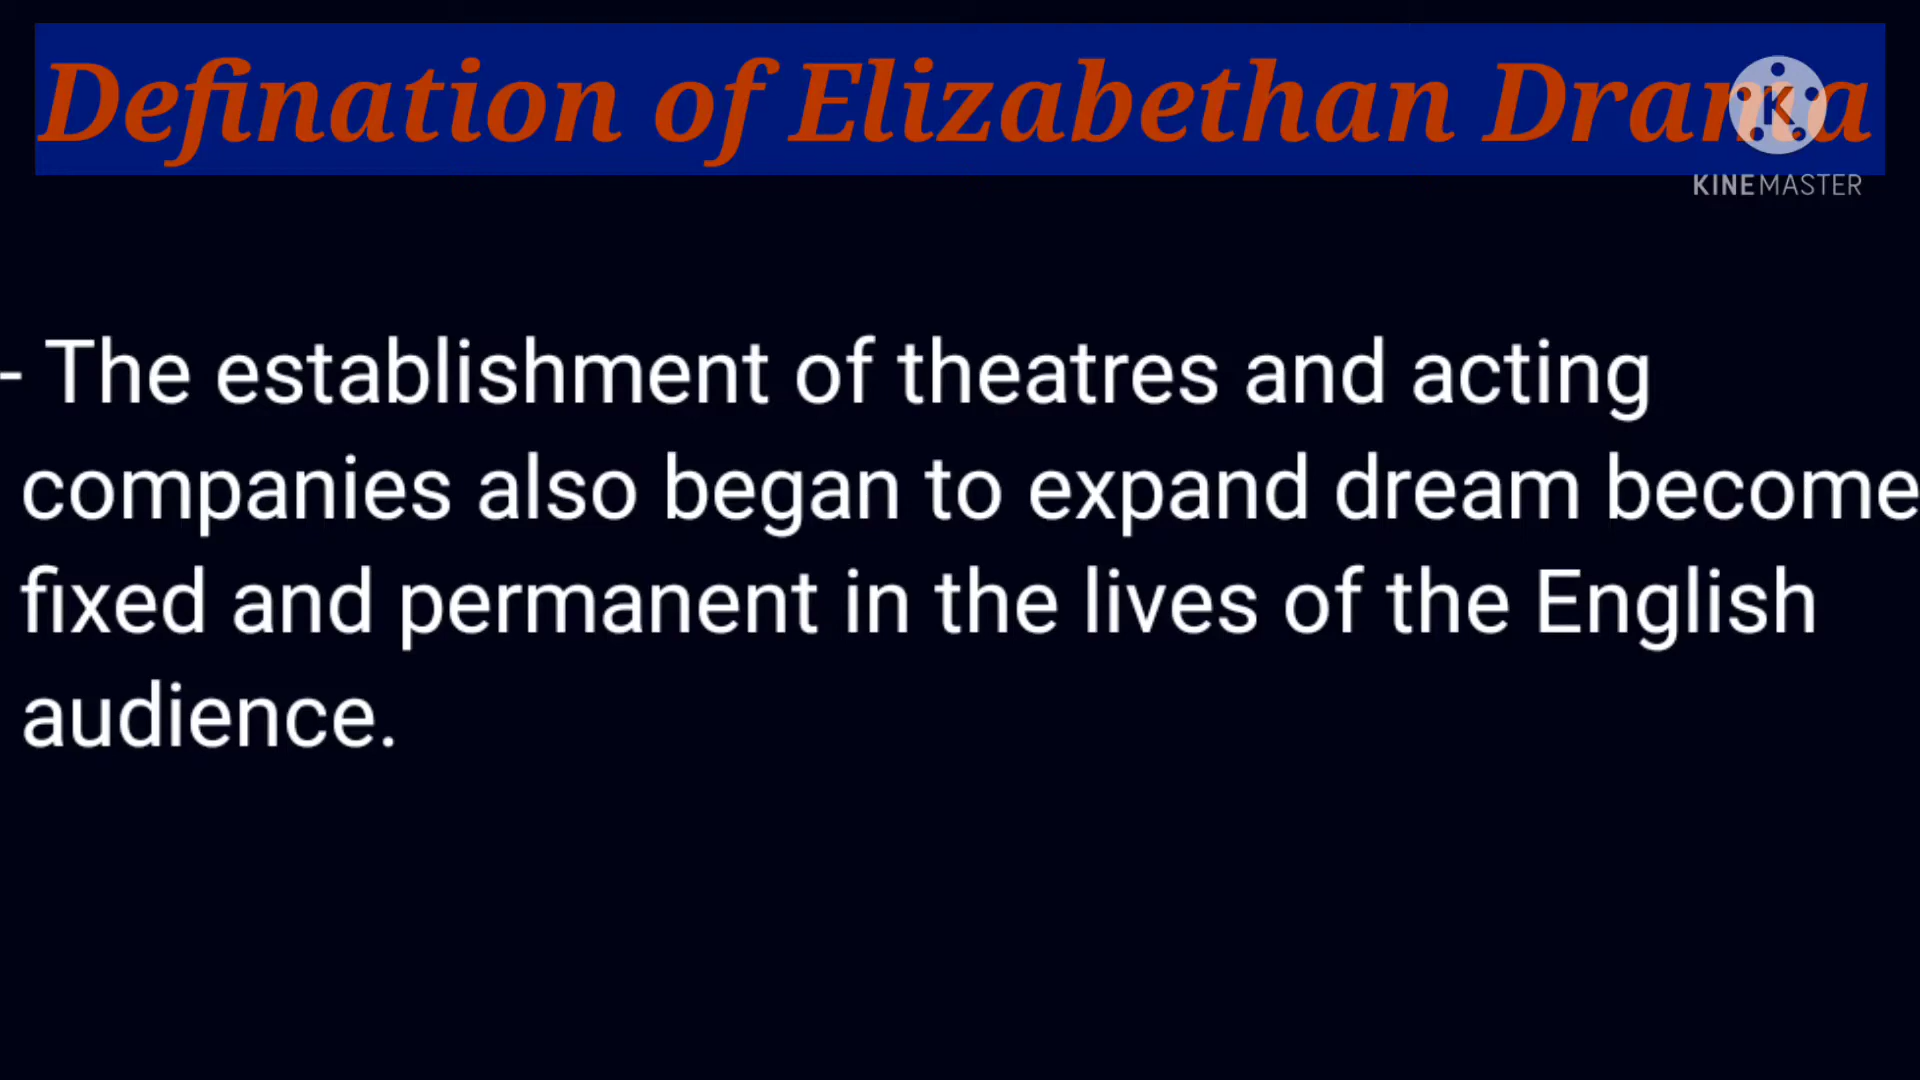 Defination of Elizabethan Drama
K
KINEMASTER
- The establishment of theatres and acting
companies also began to expand dream become
fixed and permanent in the lives of the English
audience.